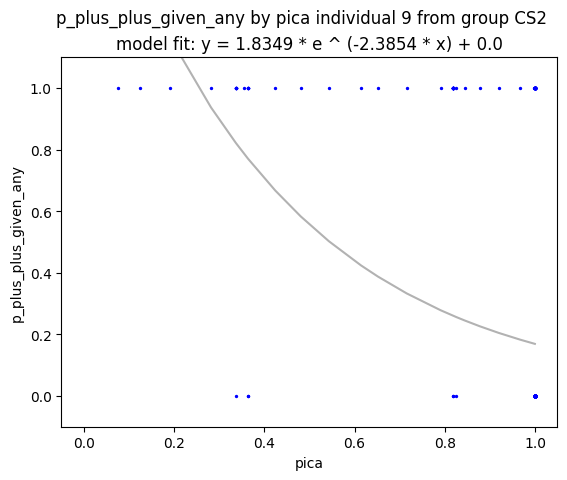 p_plus_plus_given_any by pica individual 9 from group CS2
model fit: y = 1.8349 * e ^ (-2.3854 * x) + 0.0
p_plus_plus_given_any
1.0
0.8
0.6
0.4
0.2
0.0
0.0 0.2 0.4 0.6 0.8 1.0
pica